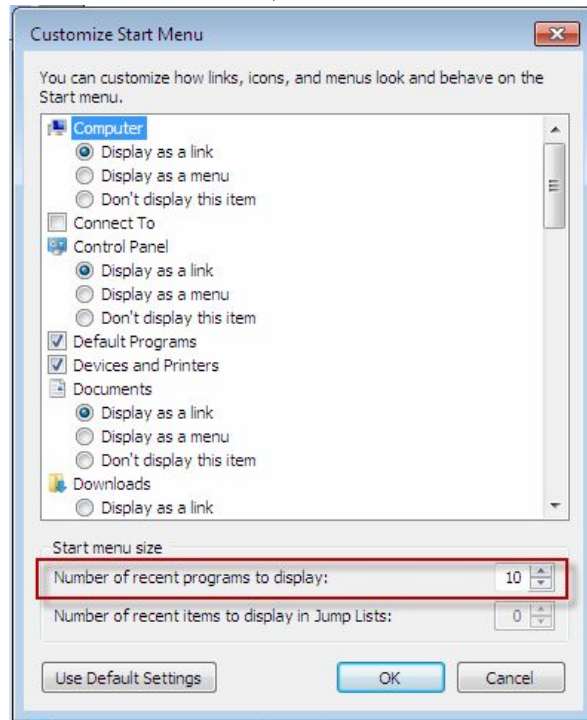 Customize Start Menu
You can customize how links, icons, and menus look and behave on the
Start menu.
Computer
Display as a link
Display as a menu
Don't display this item
Connect To
Control Panel
Display as a link
Display as a menu
Don't display this item
Default Programs
Devices and Printers
Documents
Display as a link
Display as a menu
Don't display this item
Downloads
Display as a link
Start menu size
Number of recent programs to display: 10
Number of recent items to display in Jump Lists: 0
Use Default Settings OK Cancel